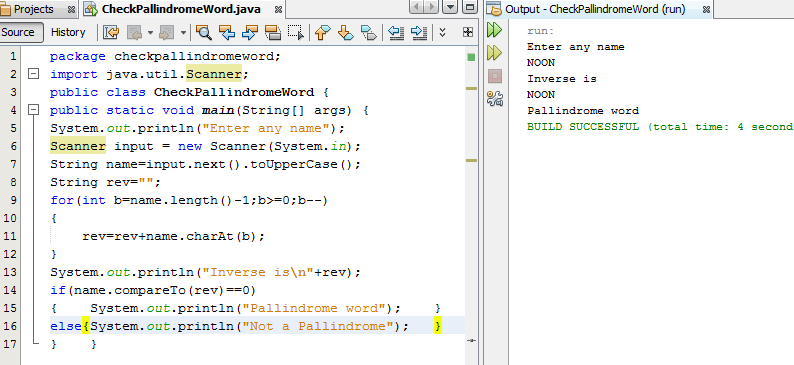 Projects
CheckPallindromeWord.java
Source History
1 package checkpallindromeword;
2 import java.util.Scanner;
3 public class CheckPallindromeWord {
4 public static void main(String[] args) {
5 System.out.println("Enter any name");
6 Scanner input = new Scanner(System.in);
7 String name=input.next().toUpperCase();
8 String rev="";
9 for(int b=name.length()-1;b>=0;b--)
10 {
11 rev=rev+name.charAt(b);
12 }
13 System.out.println("Inverse is\n"+rev);
14 if(name.compareTo(rev)==0)
15 { System.out.println("Pallindrome word"); }
16 else{System.out.println("Not a Pallindrome"); }
17 } }
Output - CheckPallindromeWord (run)
run:
Enter any name
NOON
Inverse is
NOON
Pallindrome word
BUILD SUCCESSFUL (total time: 4 second